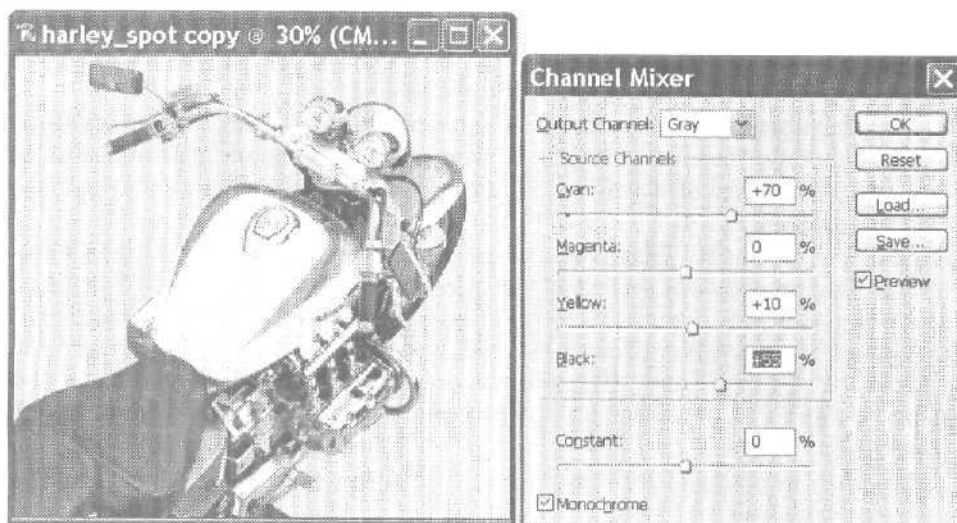 harley_spot copy @ 30% (CM...
Channel Mixer
Output Channel: Gray
OK
Source Channels
Reset
Cyan: +70 %
Load...
Magenta: 0 %
Save...
Preview
Yellow: +10 %
Black: +55 %
Constant: 0 %
Monochrome